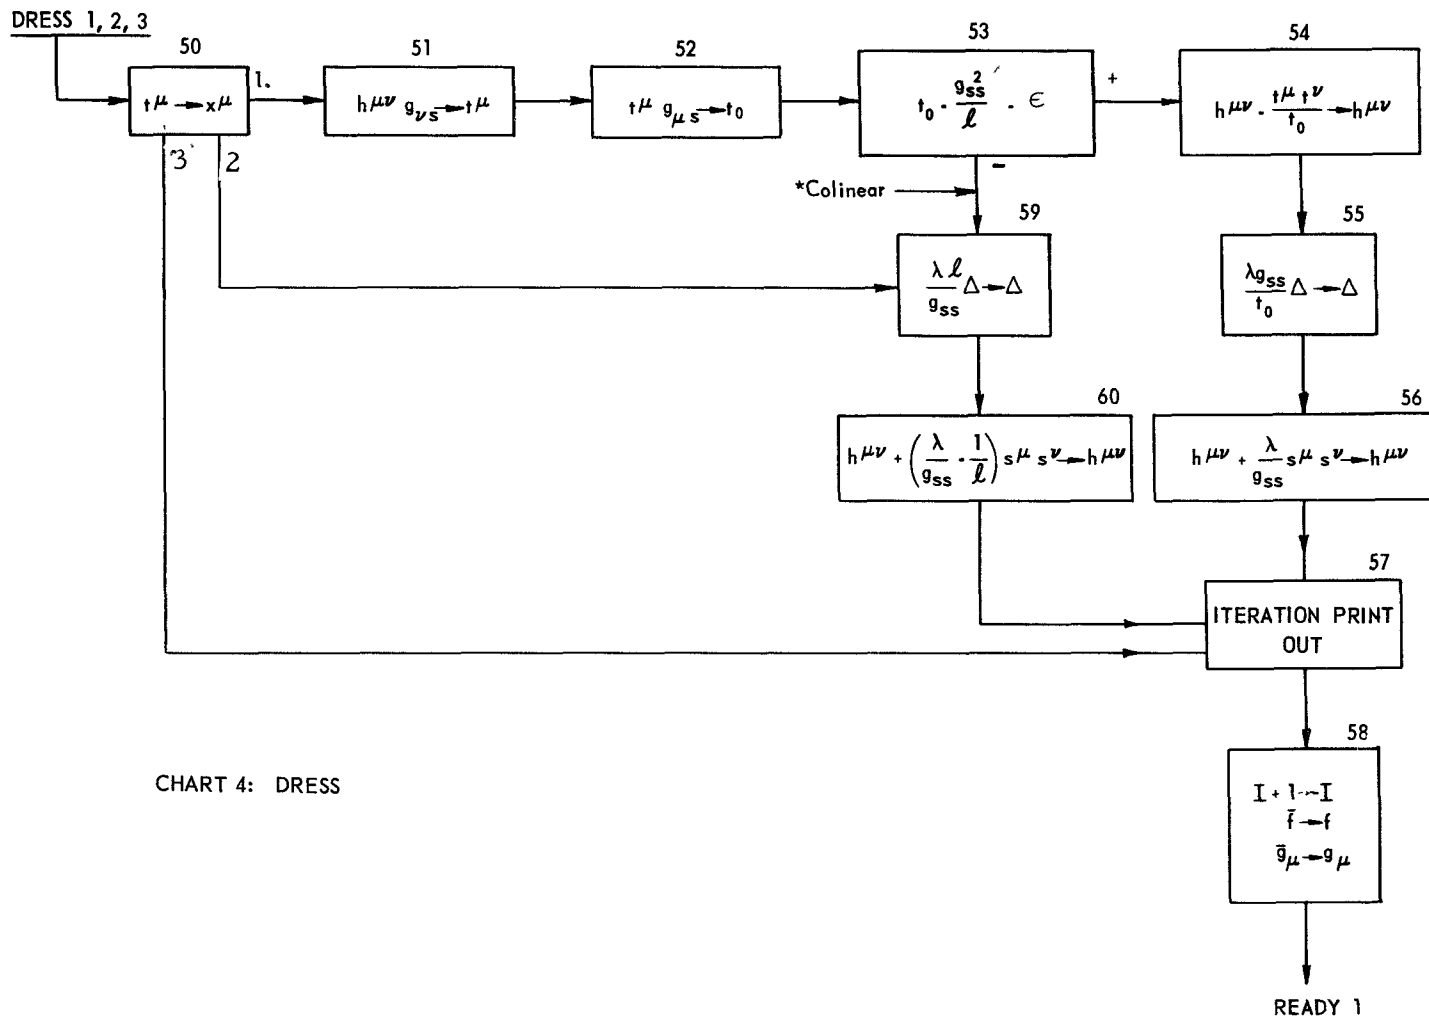 DRESS 1, 2, 3
50
t^μ → x^μ
1.
3
2
51
h^μν g_νs → t^μ
52
t^μ g_μs → t_0
53
t_0 - g_ss^2 / ℓ - ϵ
+
-
54
h^μν - t^μ t^ν / t_0 → h^μν
*Colinear
59
λℓ / g_ss Δ → Δ
55
λg_ss / t_0 Δ → Δ
60
h^μν + (λ / g_ss - 1 / ℓ) s^μ s^ν → h^μν
56
h^μν + λ / g_ss s^μ s^ν → h^μν
57
ITERATION PRINT
OUT
58
I + 1 → I
f̄ → f
ḡ_μ → g_μ
CHART 4: DRESS
READY 1